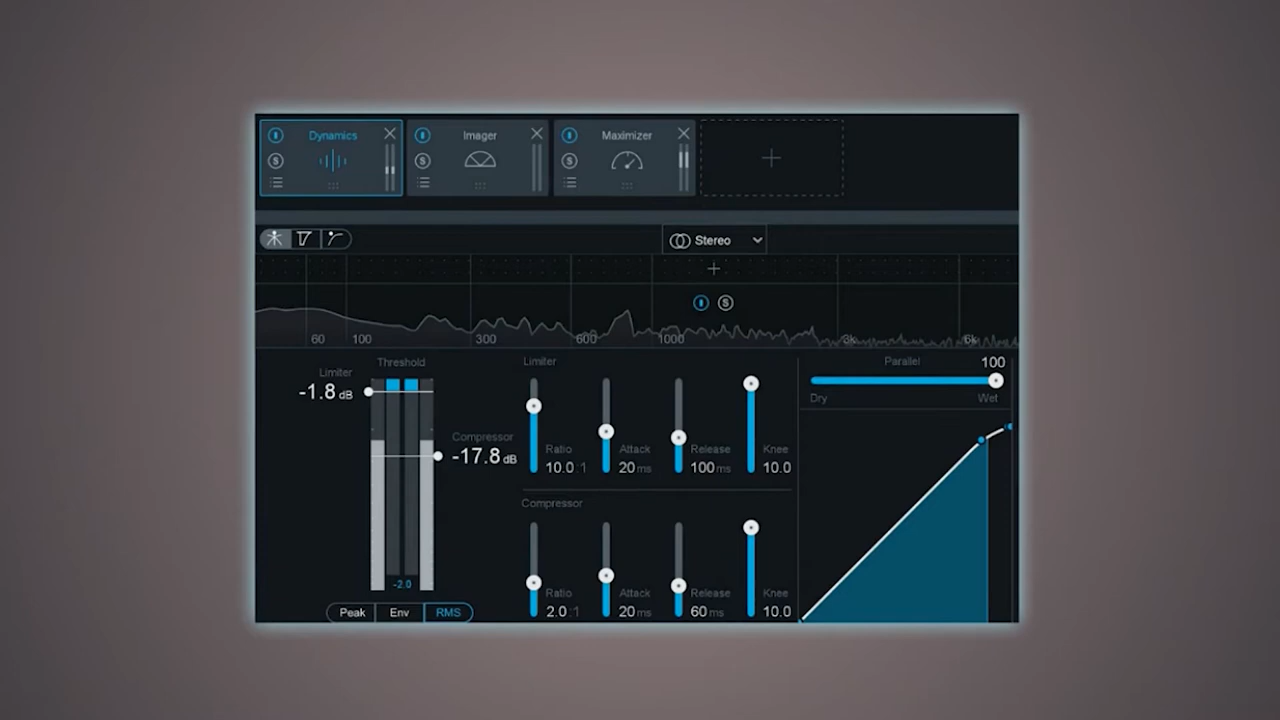 Dynamics Imager Maximizer
S S S
Stereo
S
60 100 300 600 1000 3k 6k
Threshold Limiter Parallel 100
Limiter
-1.8 dB
Dry Wet
Compressor
-17.8 dB
Ratio Attack Release Knee
10.0:1 20 ms 100 ms 10.0
Compressor
-2.0
Ratio Attack Release Knee
2.0:1 20 ms 60 ms 10.0
Peak Env RMS